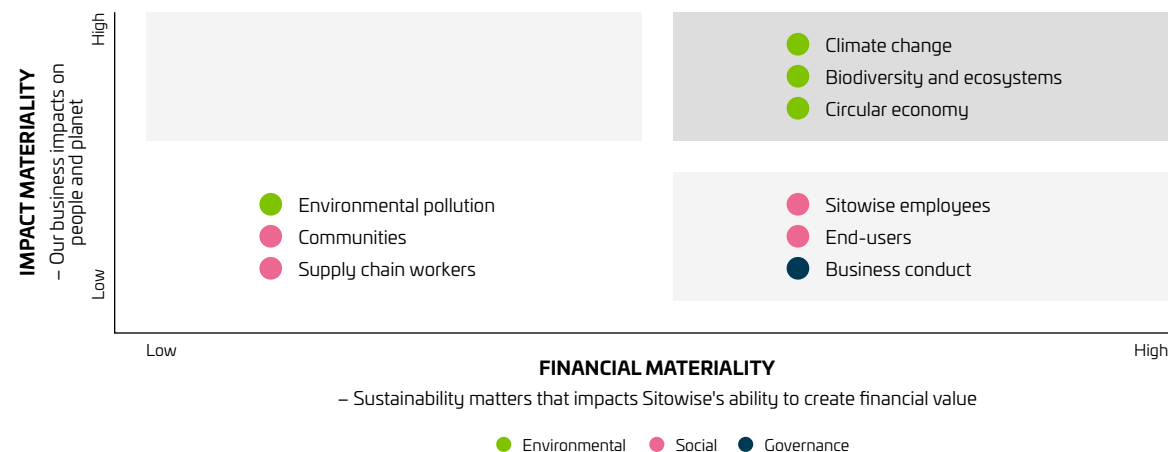 High
IMPACT MATERIALITY
– Our business impacts on
people and planet
Low
Climate change
Biodiversity and ecosystems
Circular economy
Environmental pollution
Communities
Supply chain workers
Sitowise employees
End-users
Business conduct
Low
High
FINANCIAL MATERIALITY
– Sustainability matters that impacts Sitowise's ability to create financial value
Environmental
Social
Governance